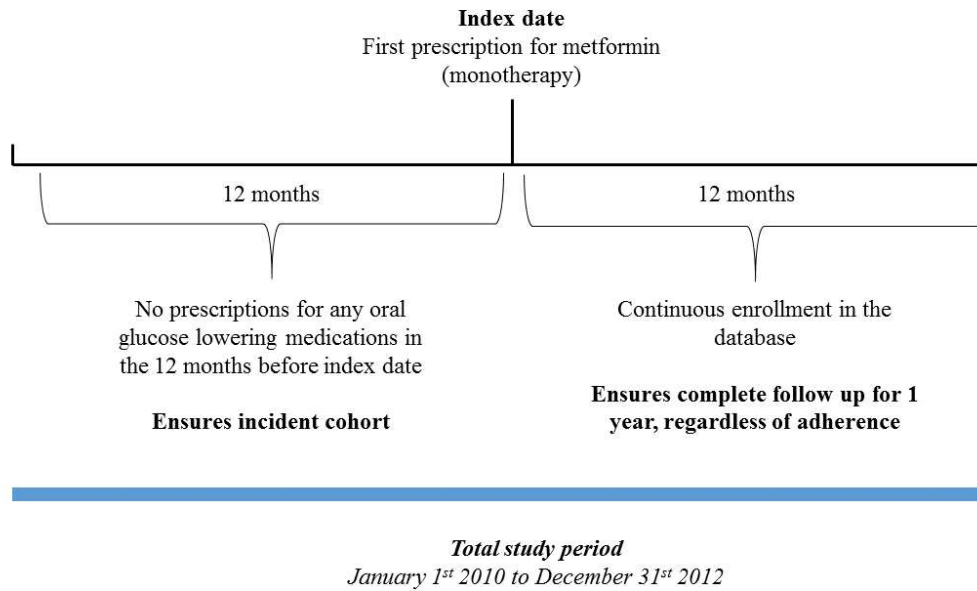 Index date
First prescription for metformin
(monotherapy)
12 months
12 months
No prescriptions for any oral
glucose lowering medications in
the 12 months before index date
Ensures incident cohort
Continuous enrollment in the
database
Ensures complete follow up for 1
year, regardless of adherence
Total study period
January 1st 2010 to December 31st 2012